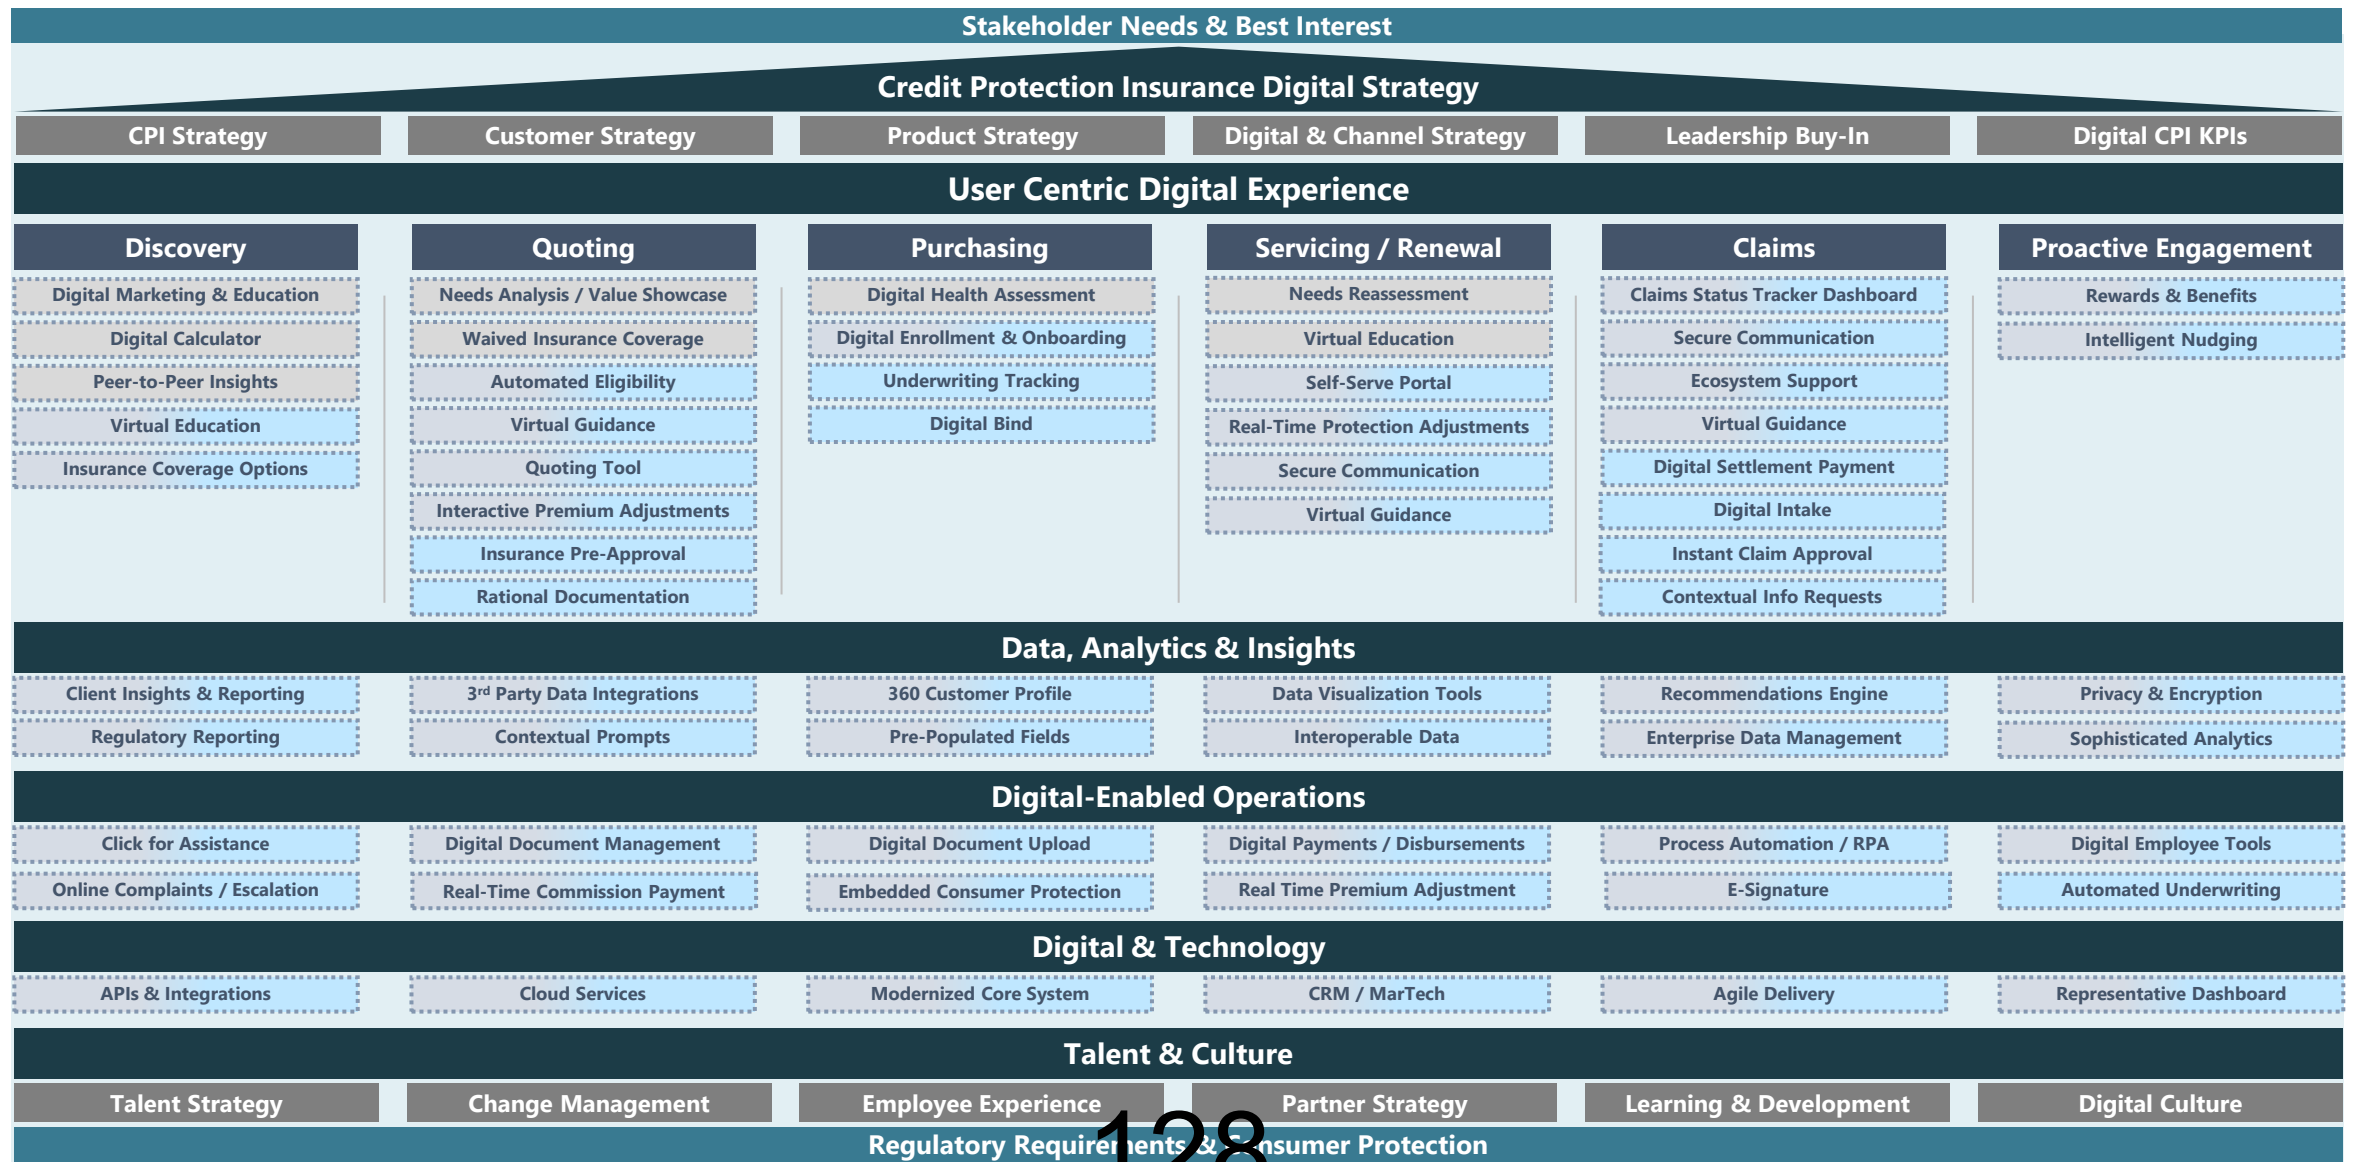 Stakeholder Needs & Best Interest
Credit Protection Insurance Digital Strategy
CPI Strategy
Customer Strategy
Product Strategy
Digital & Channel Strategy
Leadership Buy-In
Digital CPI KPIs
User Centric Digital Experience
Discovery
Digital Marketing & Education
Digital Calculator
Peer-to-Peer Insights
Virtual Education
Insurance Coverage Options
Quoting
Needs Analysis / Value Showcase
Waived Insurance Coverage
Automated Eligibility
Virtual Guidance
Quoting Tool
Interactive Premium Adjustments
Insurance Pre-Approval
Rational Documentation
Purchasing
Digital Health Assessment
Digital Enrollment & Onboarding
Underwriting Tracking
Digital Bind
Servicing / Renewal
Needs Reassessment
Virtual Education
Self-Serve Portal
Real-Time Protection Adjustments
Secure Communication
Virtual Guidance
Claims
Claims Status Tracker Dashboard
Secure Communication
Ecosystem Support
Virtual Guidance
Digital Settlement Payment
Digital Intake
Instant Claim Approval
Contextual Info Requests
Proactive Engagement
Rewards & Benefits
Intelligent Nudging
Data, Analytics & Insights
Client Insights & Reporting
3rd Party Data Integrations
360 Customer Profile
Data Visualization Tools
Recommendations Engine
Privacy & Encryption
Regulatory Reporting
Contextual Prompts
Pre-Populated Fields
Interoperable Data
Enterprise Data Management
Sophisticated Analytics
Digital-Enabled Operations
Click for Assistance
Digital Document Management
Digital Document Upload
Digital Payments / Disbursements
Process Automation / RPA
Digital Employee Tools
Online Complaints / Escalation
Real-Time Commission Payment
Embedded Consumer Protection
Real Time Premium Adjustment
E-Signature
Automated Underwriting
Digital & Technology
APIs & Integrations
Cloud Services
Modernized Core System
CRM / MarTech
Agile Delivery
Representative Dashboard
Talent & Culture
Talent Strategy
Change Management
Employee Experience
Partner Strategy
Learning & Development
Digital Culture
Regulatory Requirements & Consumer Protection
128